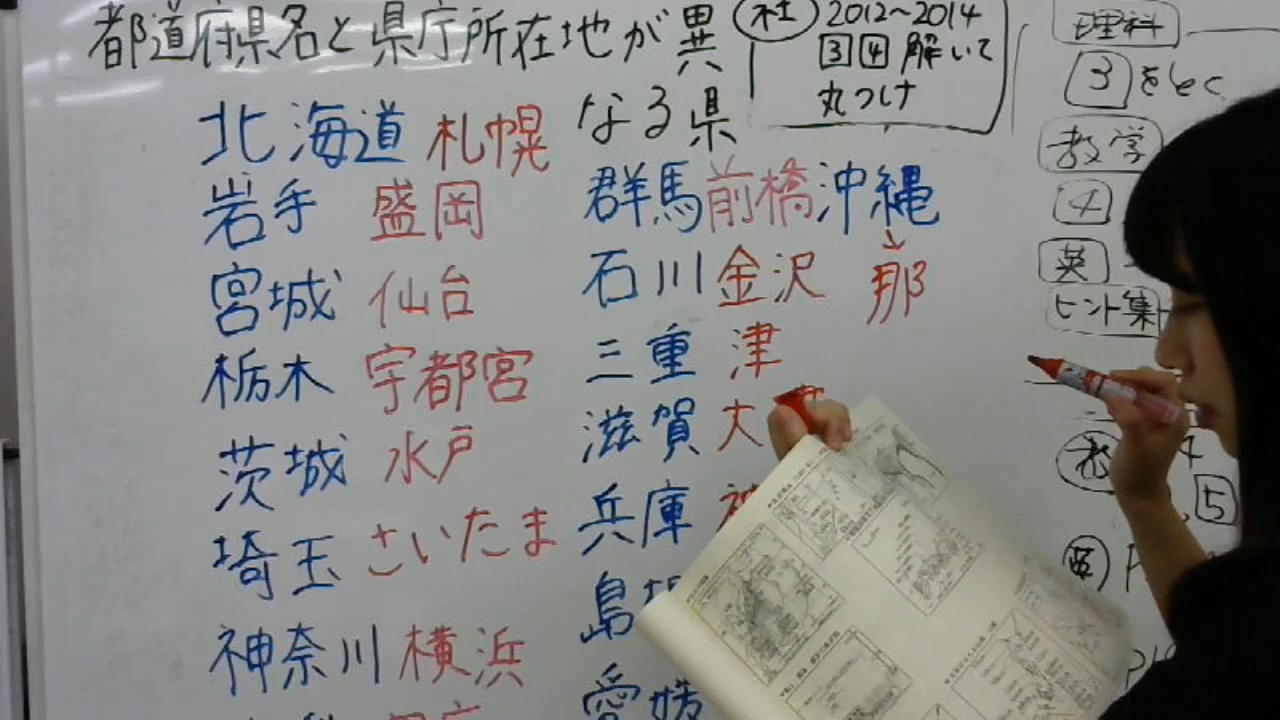 都道府県名と県庁所在地が異
なる県
北海道 札幌
岩手 盛岡
宮城 仙台
栃木 宇都宮
茨城 水戸
埼玉 さいたま
神奈川 横浜
群馬 前橋 沖縄
那
石川 金沢
三重 津
滋賀 大
兵庫 神
島
愛媛
社 2012～2014
3 4 解いて
丸つけ
理科
3 をとく
数学
4
英
ヒント集
4
5
英